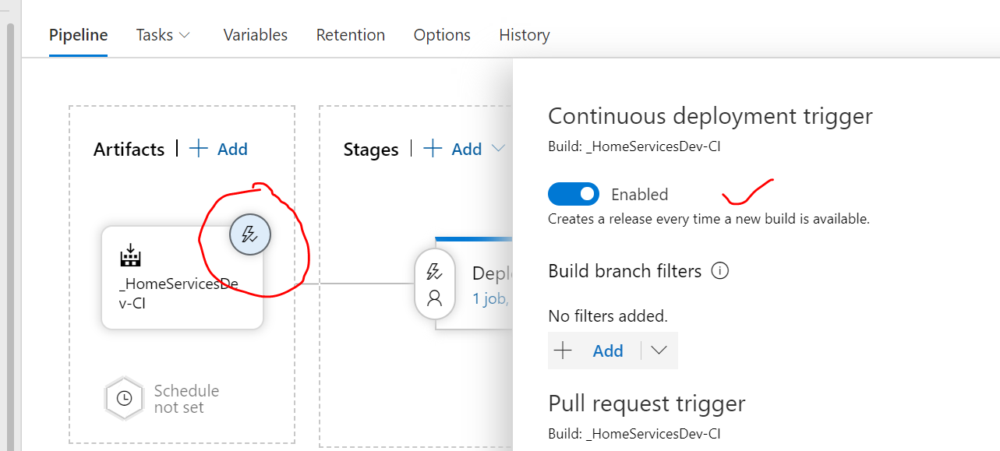 Pipeline Tasks Variables Retention Options History
Artifacts Add
_HomeServicesDe
v-CI
Schedule
not set
Stages Add
Depl
1 job,
Continuous deployment trigger
Build: _HomeServicesDev-CI
Enabled
Creates a release every time a new build is available.
Build branch filters
No filters added.
Add
Pull request trigger
Build: _HomeServicesDev-CI